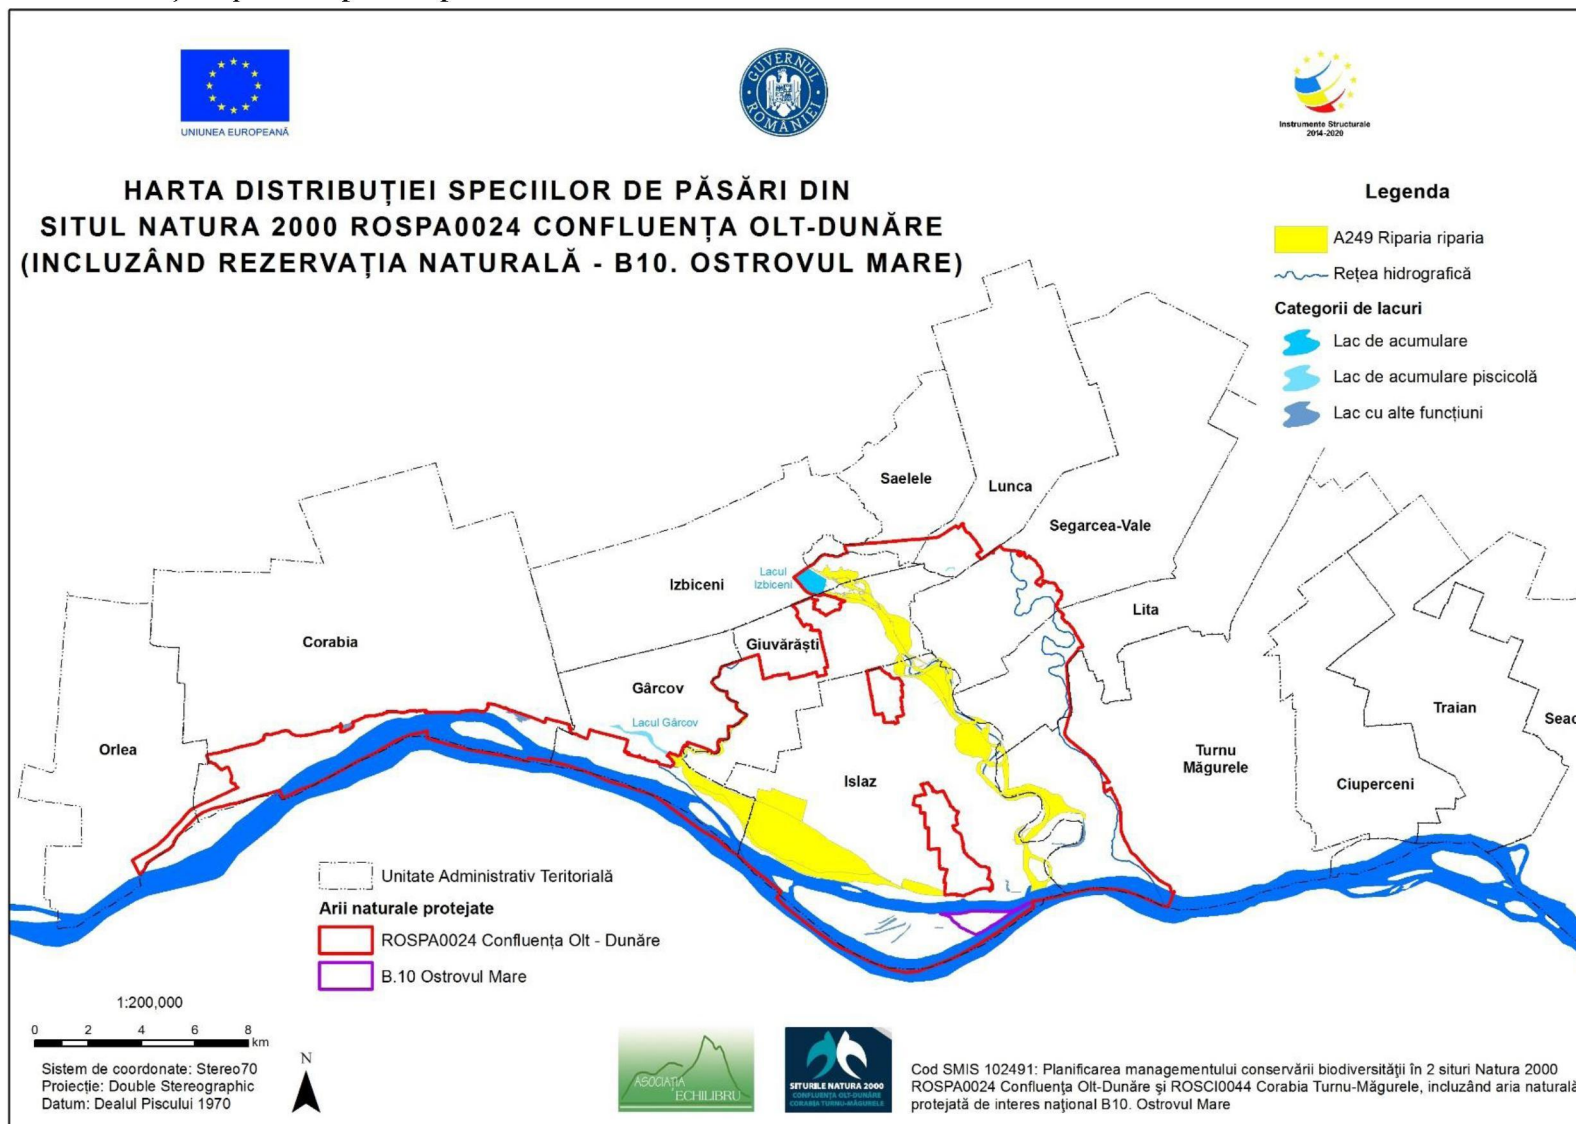 UNIUNEA EUROPEANĂ
GUVERNUL ROMÂNIEI
Instrumente Structurale
2014-2020
HARTA DISTRIBUȚIEI SPECIILOR DE PĂSĂRI DIN
SITUL NATURA 2000 ROSPA0024 CONFLUENȚA OLT-DUNĂRE
(INCLUZÂND REZERVAȚIA NATURALĂ - B10. OSTROVUL MARE)
Legenda
A249 Riparia riparia
Rețea hidrografică
Categorii de lacuri
Lac de acumulare
Lac de acumulare piscicolă
Lac cu alte funcțiuni
Saelele
Lunca
Segarcea-Vale
Izbiceni
Lacul
Izbiceni
Lita
Corabia
Giuvărăști
Gârcov
Lacul Gârcov
Orlea
Islaz
Turnu
Măgurele
Traian
Seac
Ciuperceni
Unitate Administrativ Teritorială
Arii naturale protejate
ROSPA0024 Confluența Olt - Dunăre
B.10 Ostrovul Mare
1:200,000
0 2 4 6 8
km
N
Sistem de coordonate: Stereo70
Proiecție: Double Stereographic
Datum: Dealul Piscului 1970
ASOCIAȚIA
ECHILIBRU
SITURILE NATURA 2000
CONFLUENȚA OLT-DUNĂRE
CORABIA TURNU-MĂGURELE
Cod SMIS 102491: Planificarea managementului conservării biodiversităţii în 2 situri Natura 2000
ROSPA0024 Confluenţa Olt-Dunăre şi ROSCI0044 Corabia Turnu-Măgurele, incluzând aria naturală
protejată de interes naţional B10. Ostrovul Mare